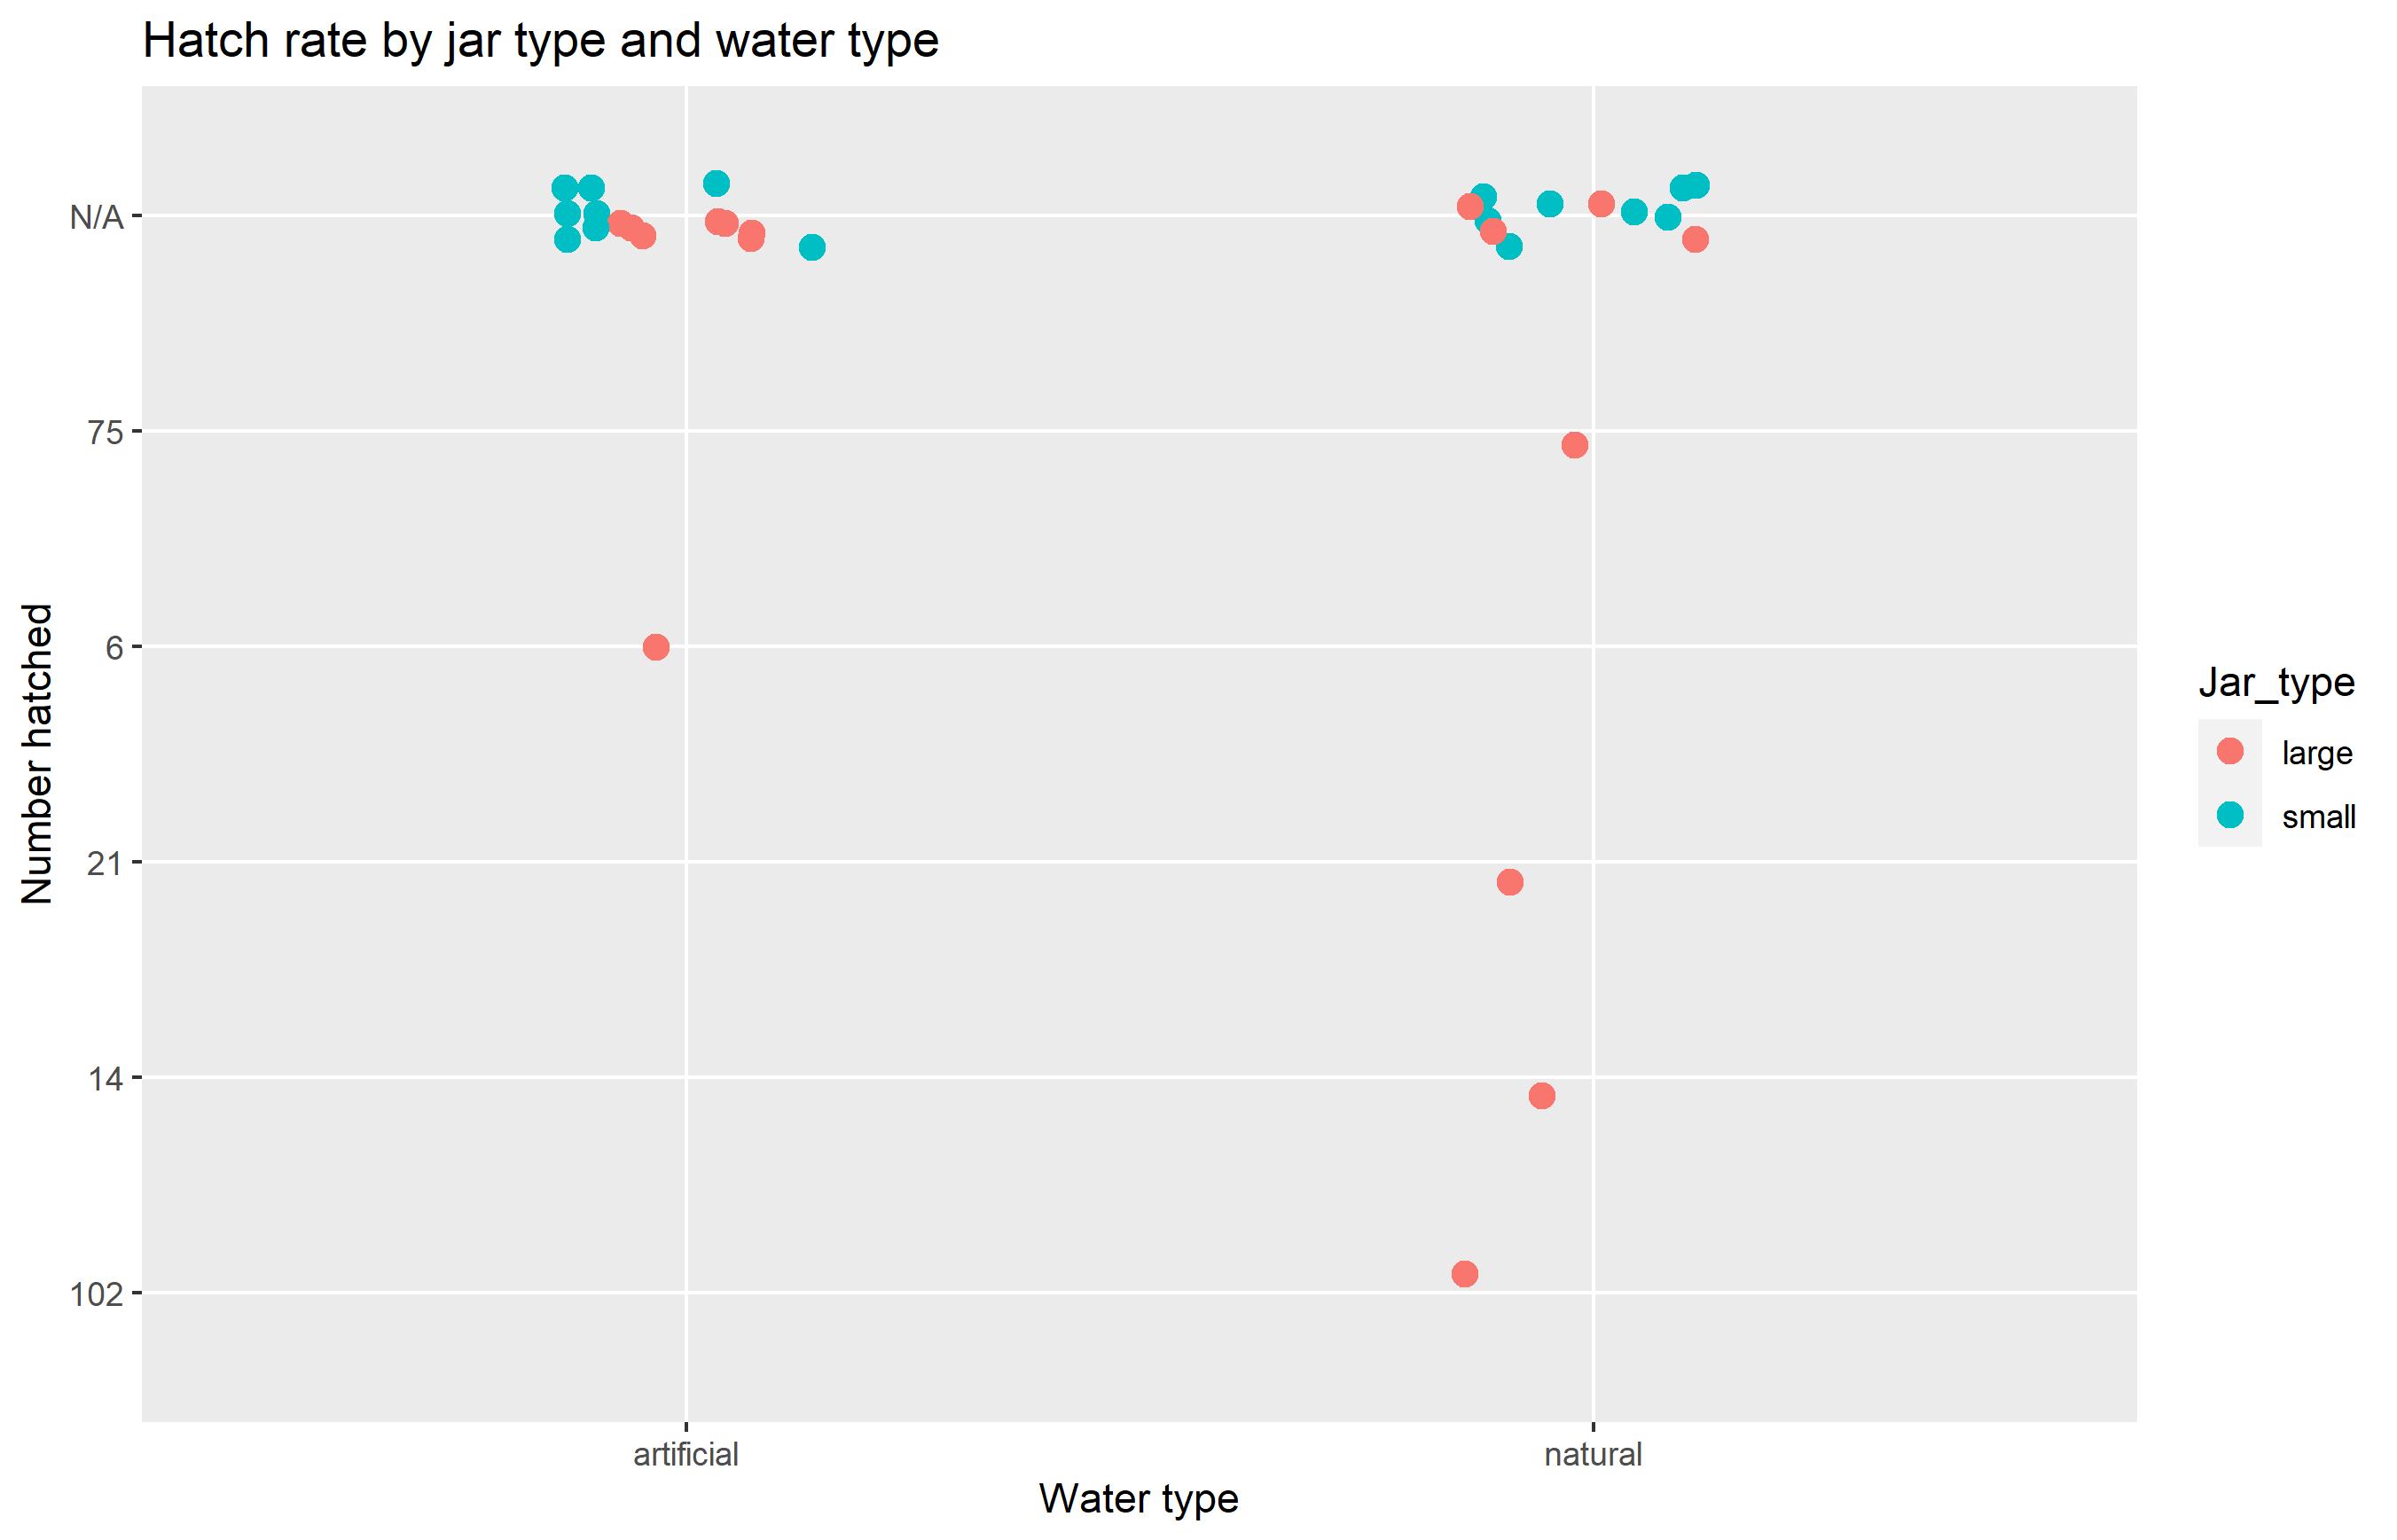 Hatch rate by jar type and water type
Number hatched
N/A
75
6
21
14
102
artificial
natural
Water type
Jar_type
large
small